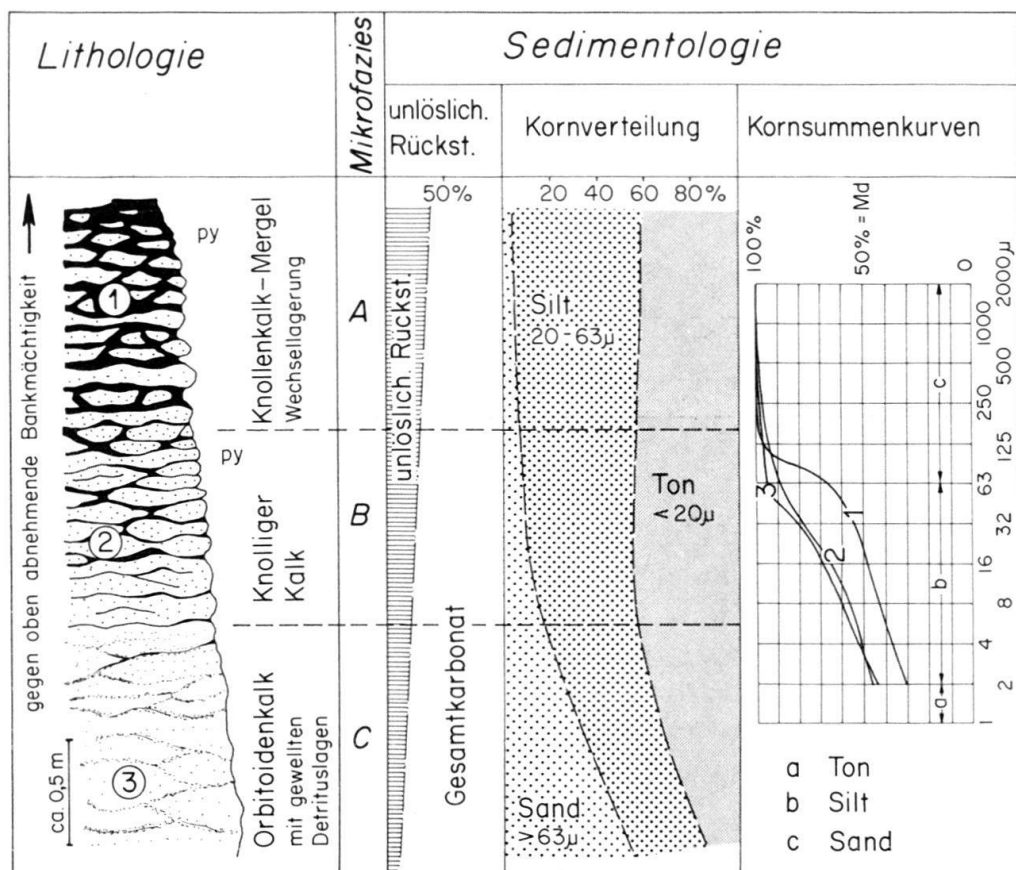 Lithologie
Mikrofazies
Sedimentologie
unlöslich.
Rückst.
Kornverteilung
Kornsummenkurven
50%
20 40 60 80%
gegen oben abnehmende Bankmächtigkeit
ca. 0,5 m
py
py
1
2
3
Knollenkalk-Mergel
Wechsellagerung
Knolliger
Kalk
Orbitoidenkalk
mit gewellten
Detrituslagen
A
B
C
unlöslich. Rückst.
Gesamtkarbonat
Silt
20-63µ
Ton
<20µ
Sand
>63µ
100%
50% = Md
0
2000µ
1000
500
250
125
63
32
16
8
4
2
1
c
b
a
1
2
3
a Ton
b Silt
c Sand